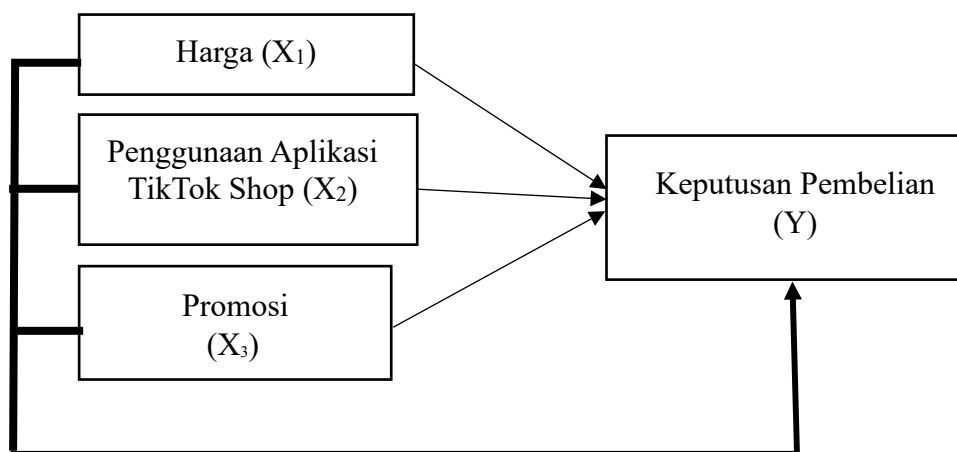 Harga (X₁)
Penggunaan Aplikasi
TikTok Shop (X₂)
Keputusan Pembelian
(Y)
Promosi
(X₃)